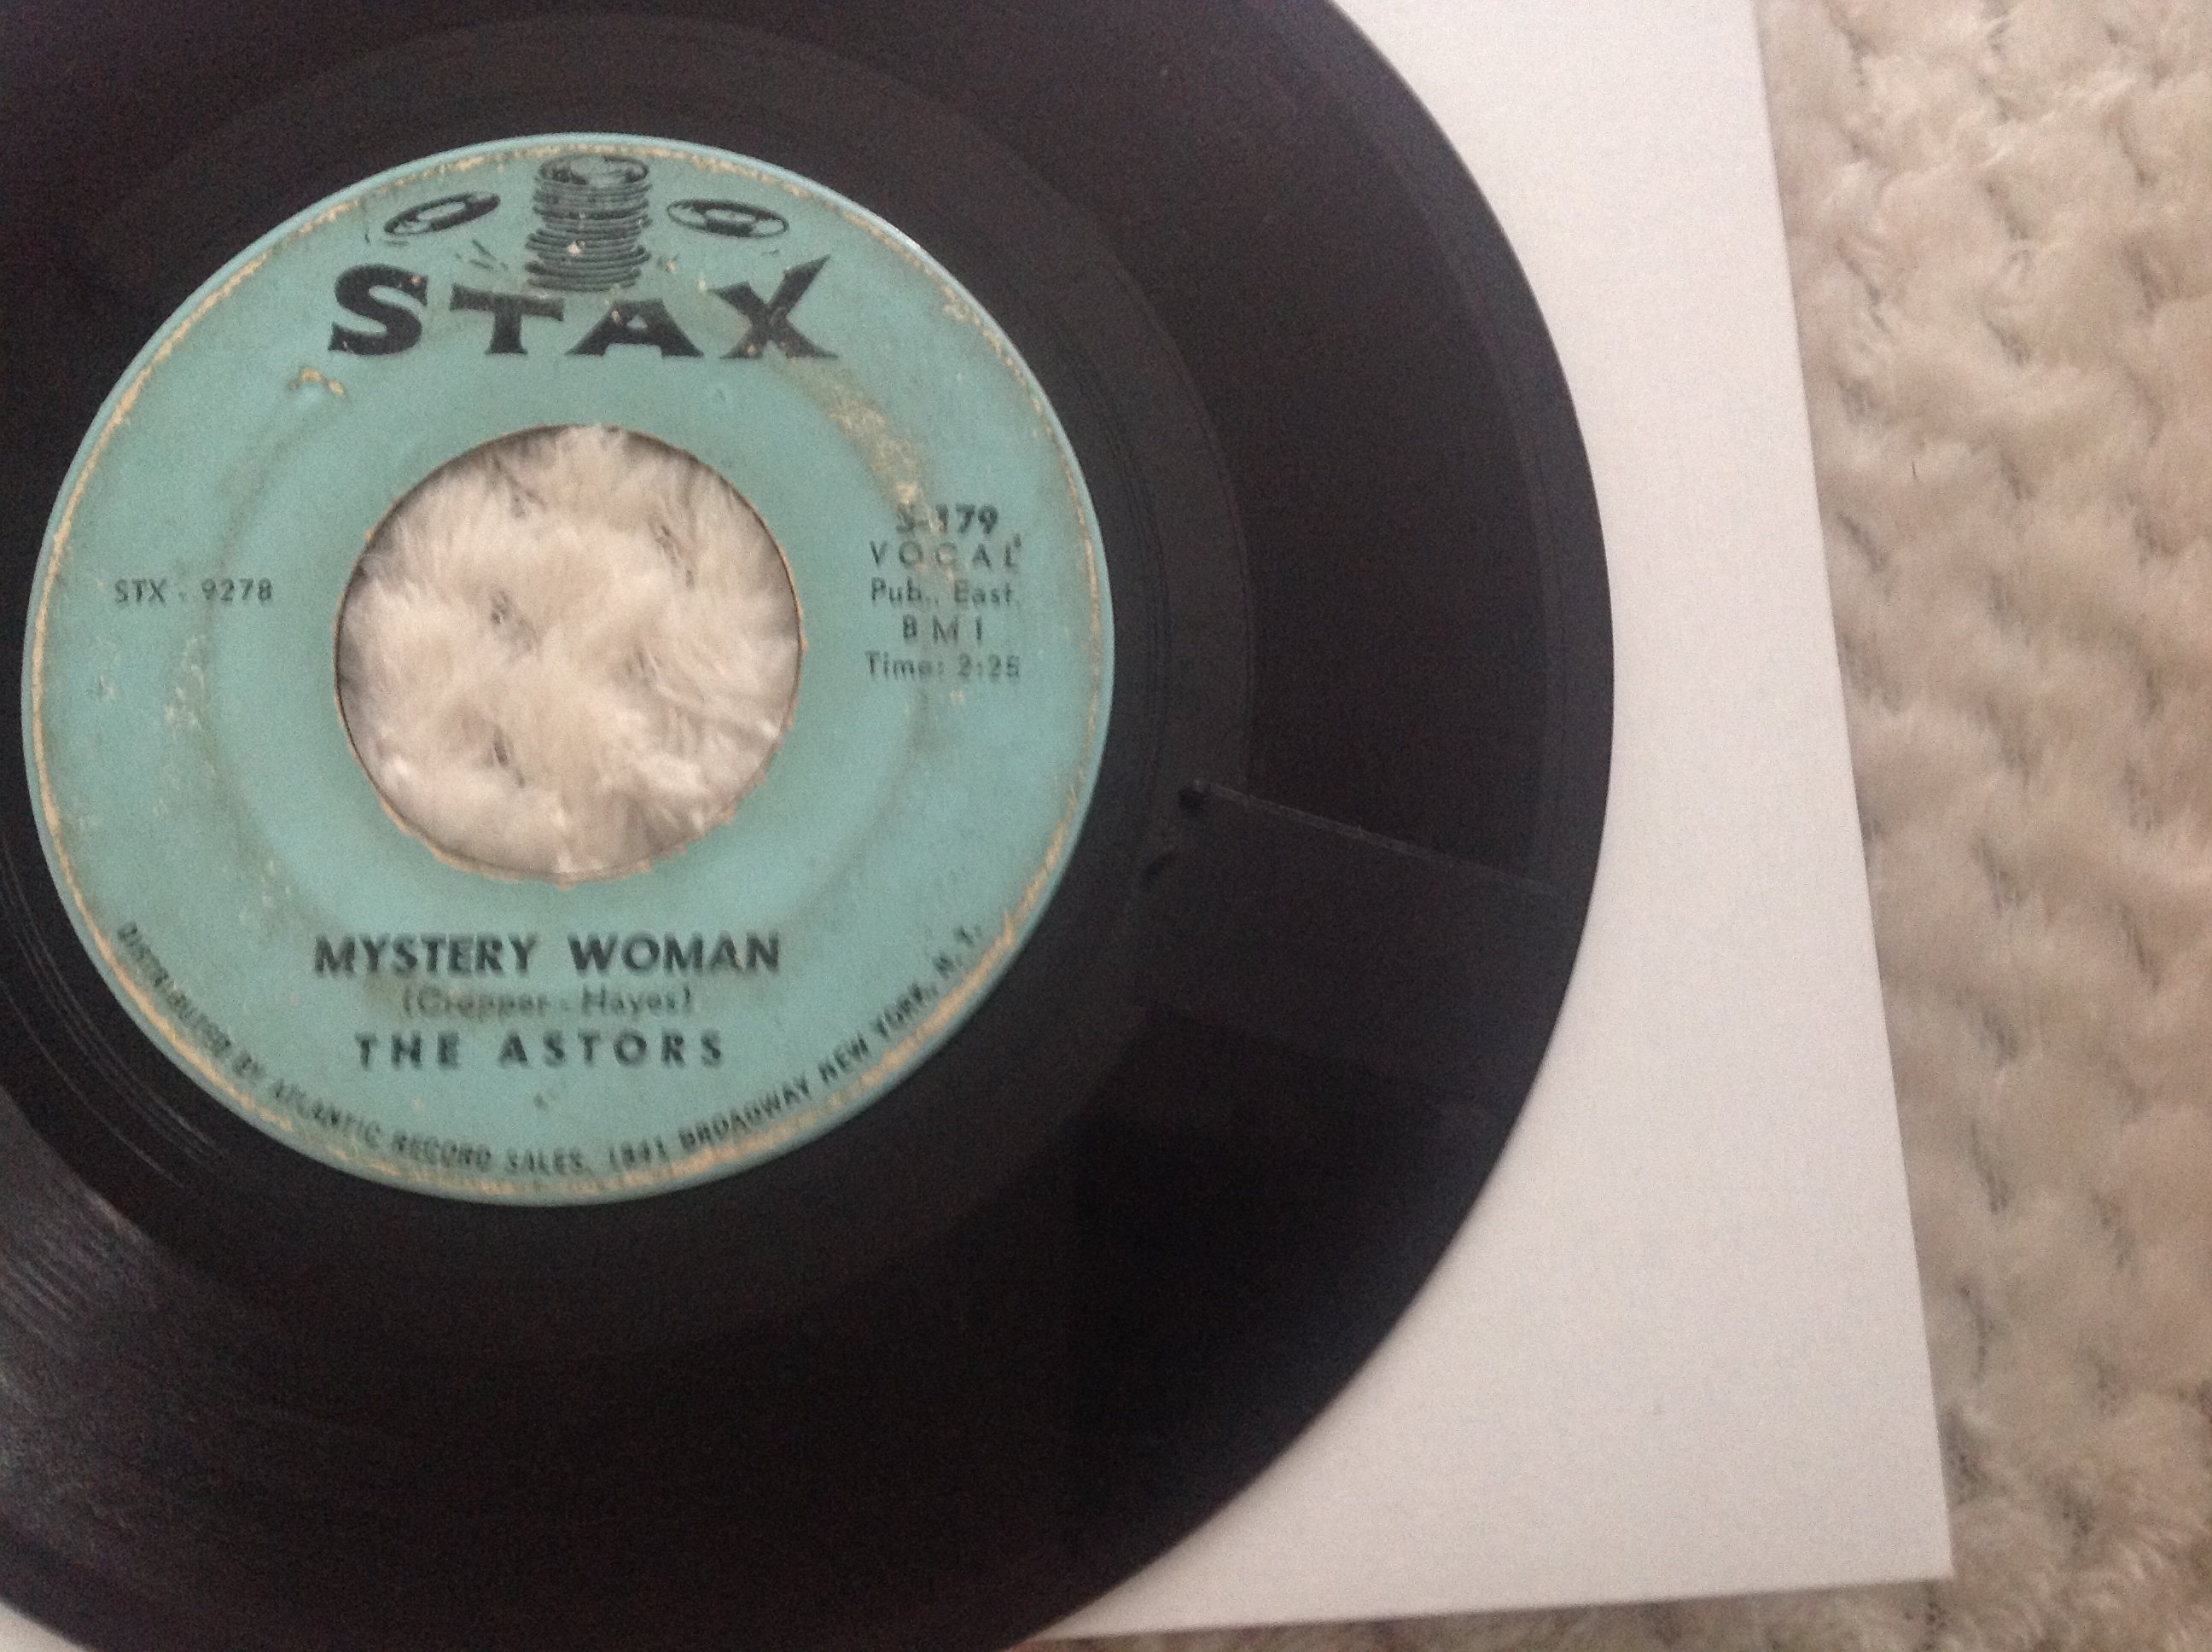 STAX
S-179
VOCAL
Pub., East,
BMI
Time: 2:25
STX - 9278
MYSTERY WOMAN
(Cropper - Hayes)
THE ASTORS
DISTRIBUTED BY ATLANTIC RECORD SALES, 1841 BROADWAY NEW YORK, N.Y.